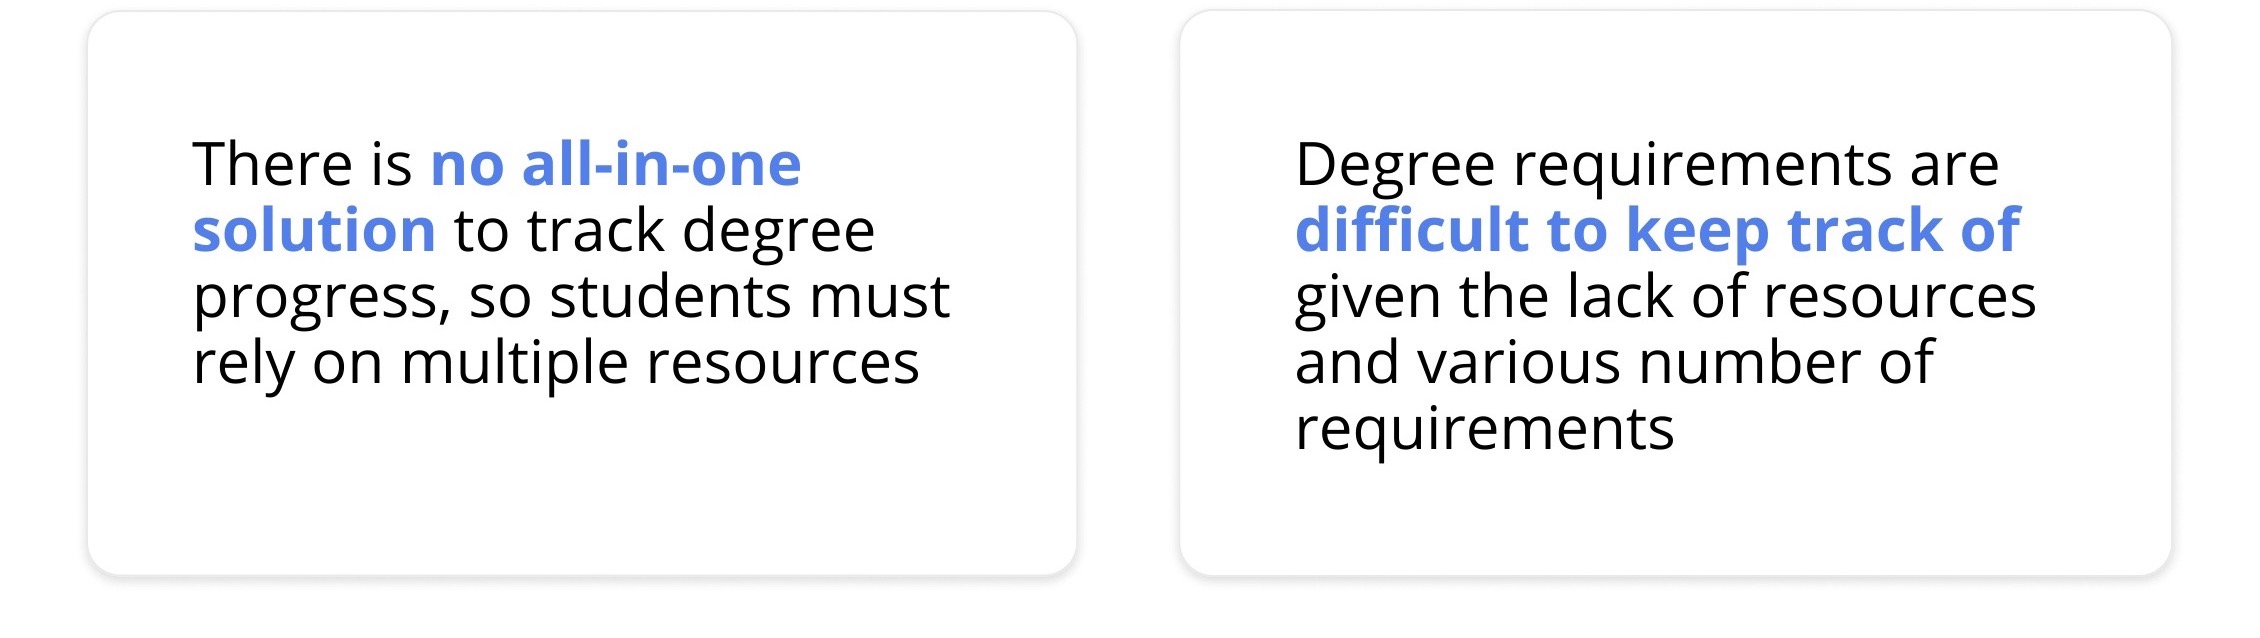 There is no all-in-one
solution to track degree
progress, so students must
rely on multiple resources
Degree requirements are
difficult to keep track of
given the lack of resources
and various number of
requirements